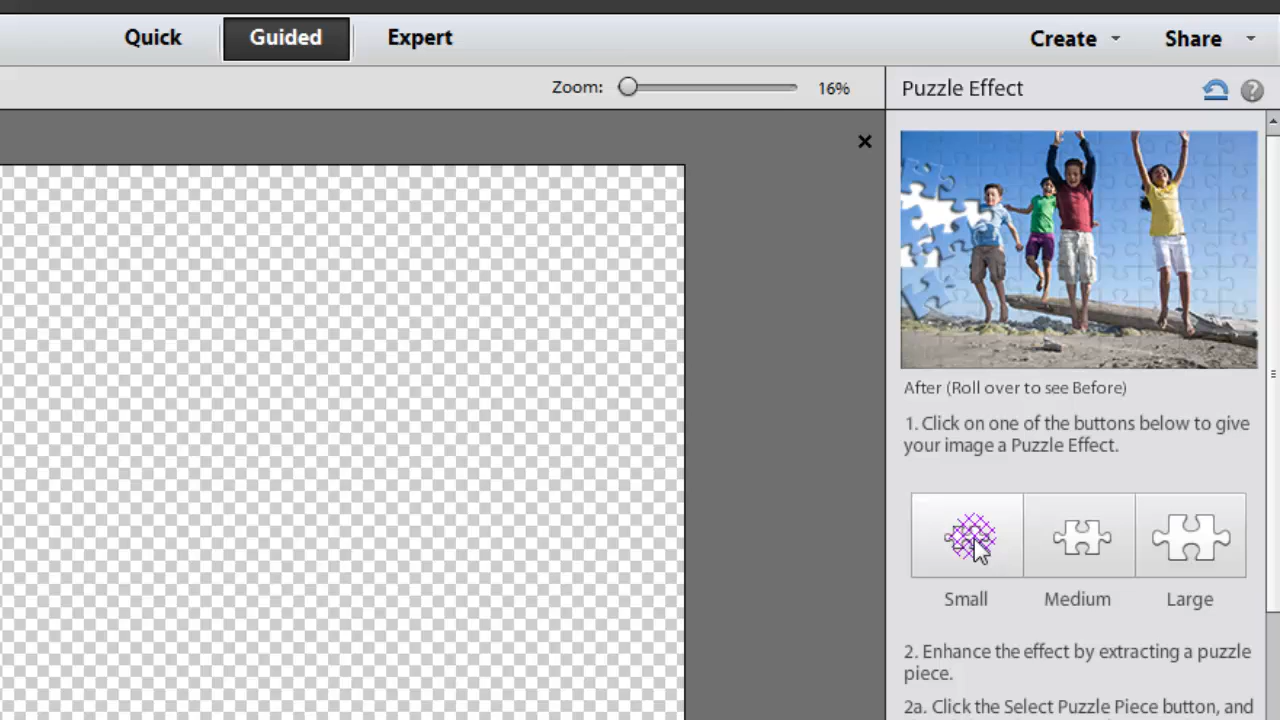 Quick Guided Expert Create Share
Zoom: 16% Puzzle Effect
After (Roll over to see Before)
1. Click on one of the buttons below to give
your image a Puzzle Effect.
Small Medium Large
2. Enhance the effect by extracting a puzzle
piece.
2a. Click the Select Puzzle Piece button, and